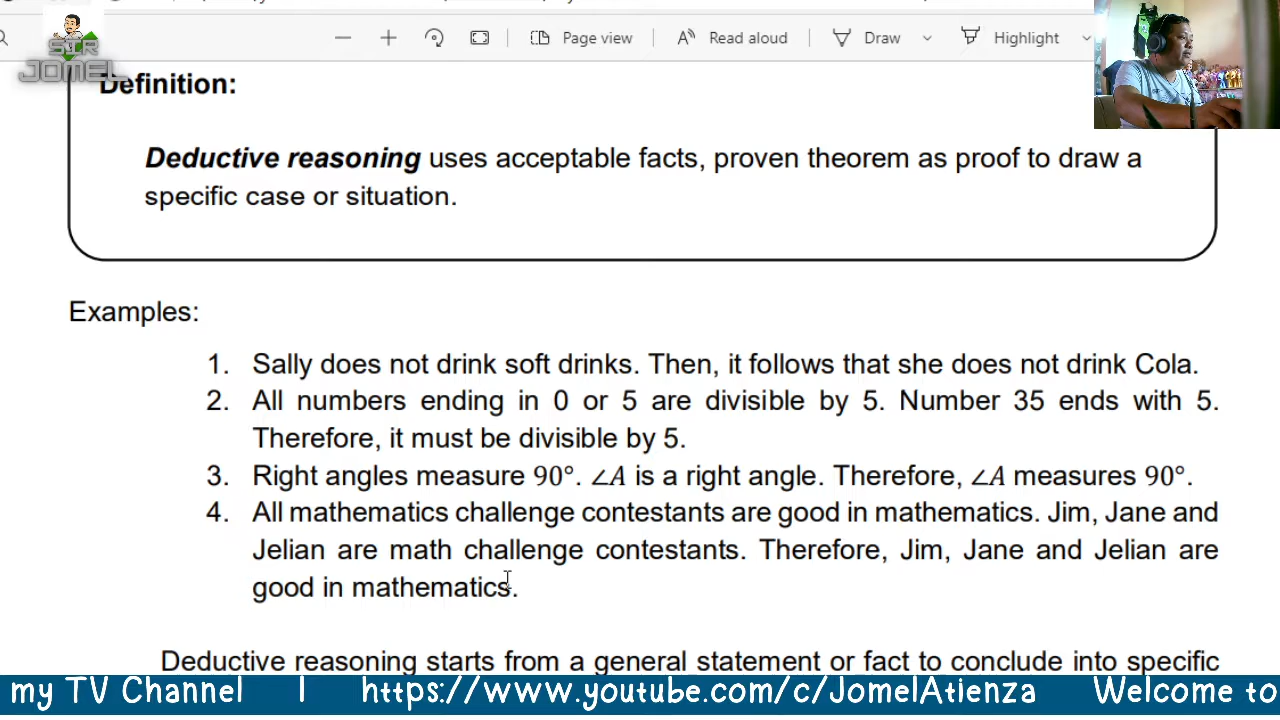 Page view
Read aloud
Draw
Highlight
SIR
JOMEL
Definition:
Deductive reasoning uses acceptable facts, proven theorem as proof to draw a
specific case or situation.
Examples:
1. Sally does not drink soft drinks. Then, it follows that she does not drink Cola.
2. All numbers ending in 0 or 5 are divisible by 5. Number 35 ends with 5.
Therefore, it must be divisible by 5.
3. Right angles measure 90°. ∠A is a right angle. Therefore, ∠A measures 90°.
4. All mathematics challenge contestants are good in mathematics. Jim, Jane and
Jelian are math challenge contestants. Therefore, Jim, Jane and Jelian are
good in mathematics.
Deductive reasoning starts from a general statement or fact to conclude into specific
my TV Channel | https://www.youtube.com/c/JomelAtienza Welcome to